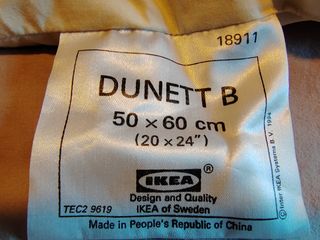 18911
DUNETT B
50 x 60 cm
(20 x 24")
IKEA®
Design and Quality
IKEA of Sweden
TEC2 9619
Made in People's Republic of China
©Inter IKEA Systems B.V. 1994